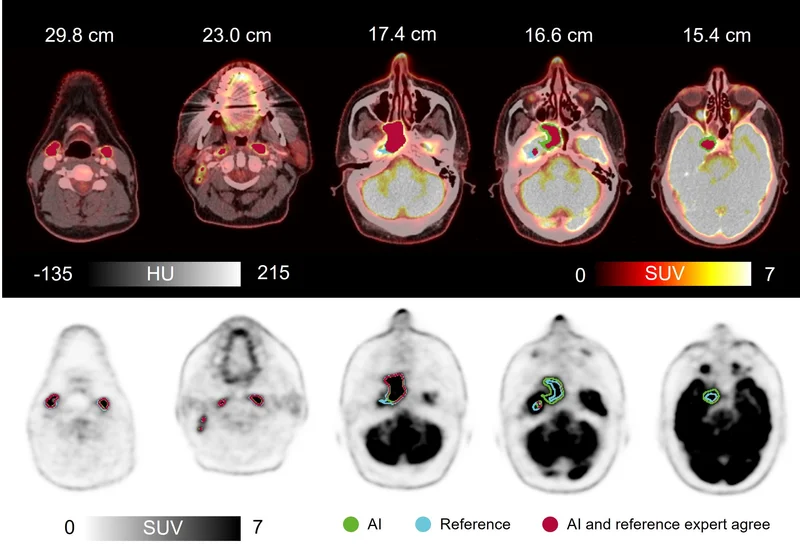 29.8 cm 23.0 cm 17.4 cm 16.6 cm 15.4 cm
-135 HU 215 0 SUV 7
0 SUV 7 AI Reference AI and reference expert agree